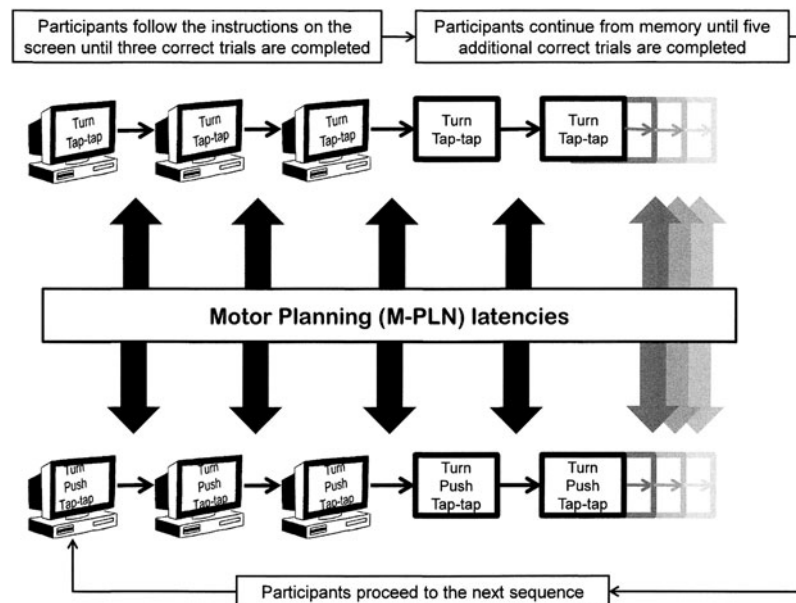 Participants follow the instructions on the
screen until three correct trials are completed
Participants continue from memory until five
additional correct trials are completed
Turn
Tap-tap
Turn
Tap-tap
Turn
Tap-tap
Turn
Tap-tap
Turn
Tap-tap
Motor Planning (M-PLN) latencies
Turn
Push
Tap-tap
Turn
Push
Tap-tap
Turn
Push
Tap-tap
Turn
Push
Tap-tap
Turn
Push
Tap-tap
Participants proceed to the next sequence